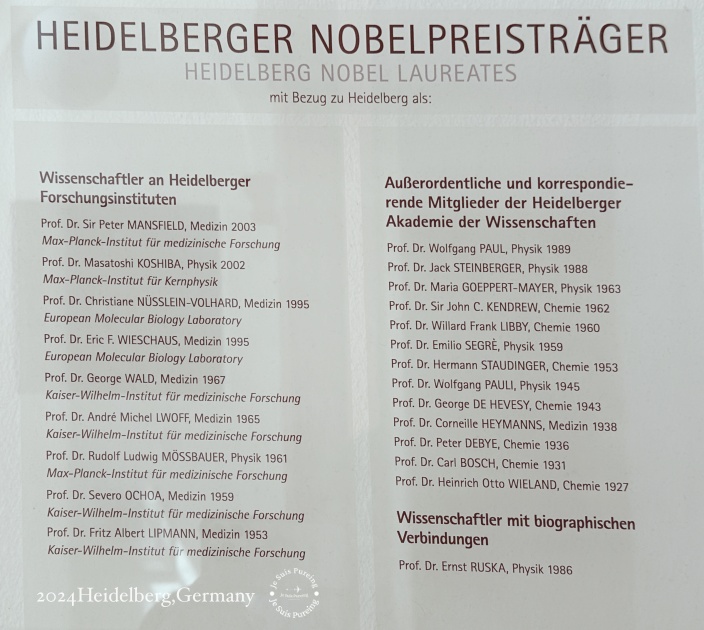 HEIDELBERGER NOBELPREISTRÄGER
HEIDELBERG NOBEL LAUREATES
mit Bezug zu Heidelberg als:
Wissenschaftler an Heidelberger
Forschungsinstituten
Prof. Dr. Sir Peter MANSFIELD, Medizin 2003
Max-Planck-Institut für medizinische Forschung
Prof. Dr. Masatoshi KOSHIBA, Physik 2002
Max-Planck-Institut für Kernphysik
Prof. Dr. Christiane NÜSSLEIN-VOLHARD, Medizin 1995
European Molecular Biology Laboratory
Prof. Dr. Eric F. WIESCHAUS, Medizin 1995
European Molecular Biology Laboratory
Prof. Dr. George WALD, Medizin 1967
Kaiser-Wilhelm-Institut für medizinische Forschung
Prof. Dr. André Michel LWOFF, Medizin 1965
Kaiser-Wilhelm-Institut für medizinische Forschung
Prof. Dr. Rudolf Ludwig MÖSSBAUER, Physik 1961
Max-Planck-Institut für medizinische Forschung
Prof. Dr. Severo OCHOA, Medizin 1959
Kaiser-Wilhelm-Institut für medizinische Forschung
Prof. Dr. Fritz Albert LIPMANN, Medizin 1953
Kaiser-Wilhelm-Institut für medizinische Forschung
Außerordentliche und korrespondie-
rende Mitglieder der Heidelberger
Akademie der Wissenschaften
Prof. Dr. Wolfgang PAUL, Physik 1989
Prof. Dr. Jack STEINBERGER, Physik 1988
Prof. Dr. Maria GOEPPERT-MAYER, Physik 1963
Prof. Dr. Sir John C. KENDREW, Chemie 1962
Prof. Dr. Willard Frank LIBBY, Chemie 1960
Prof. Dr. Emilio SEGRÈ, Physik 1959
Prof. Dr. Hermann STAUDINGER, Chemie 1953
Prof. Dr. Wolfgang PAULI, Physik 1945
Prof. Dr. George DE HEVESY, Chemie 1943
Prof. Dr. Corneille HEYMANNS, Medizin 1938
Prof. Dr. Peter DEBYE, Chemie 1936
Prof. Dr. Carl BOSCH, Chemie 1931
Prof. Dr. Heinrich Otto WIELAND, Chemie 1927
Wissenschaftler mit biographischen
Verbindungen
Prof. Dr. Ernst RUSKA, Physik 1986
2024Heidelberg,Germany
Je Suis Pureing
Je Suis Pureing